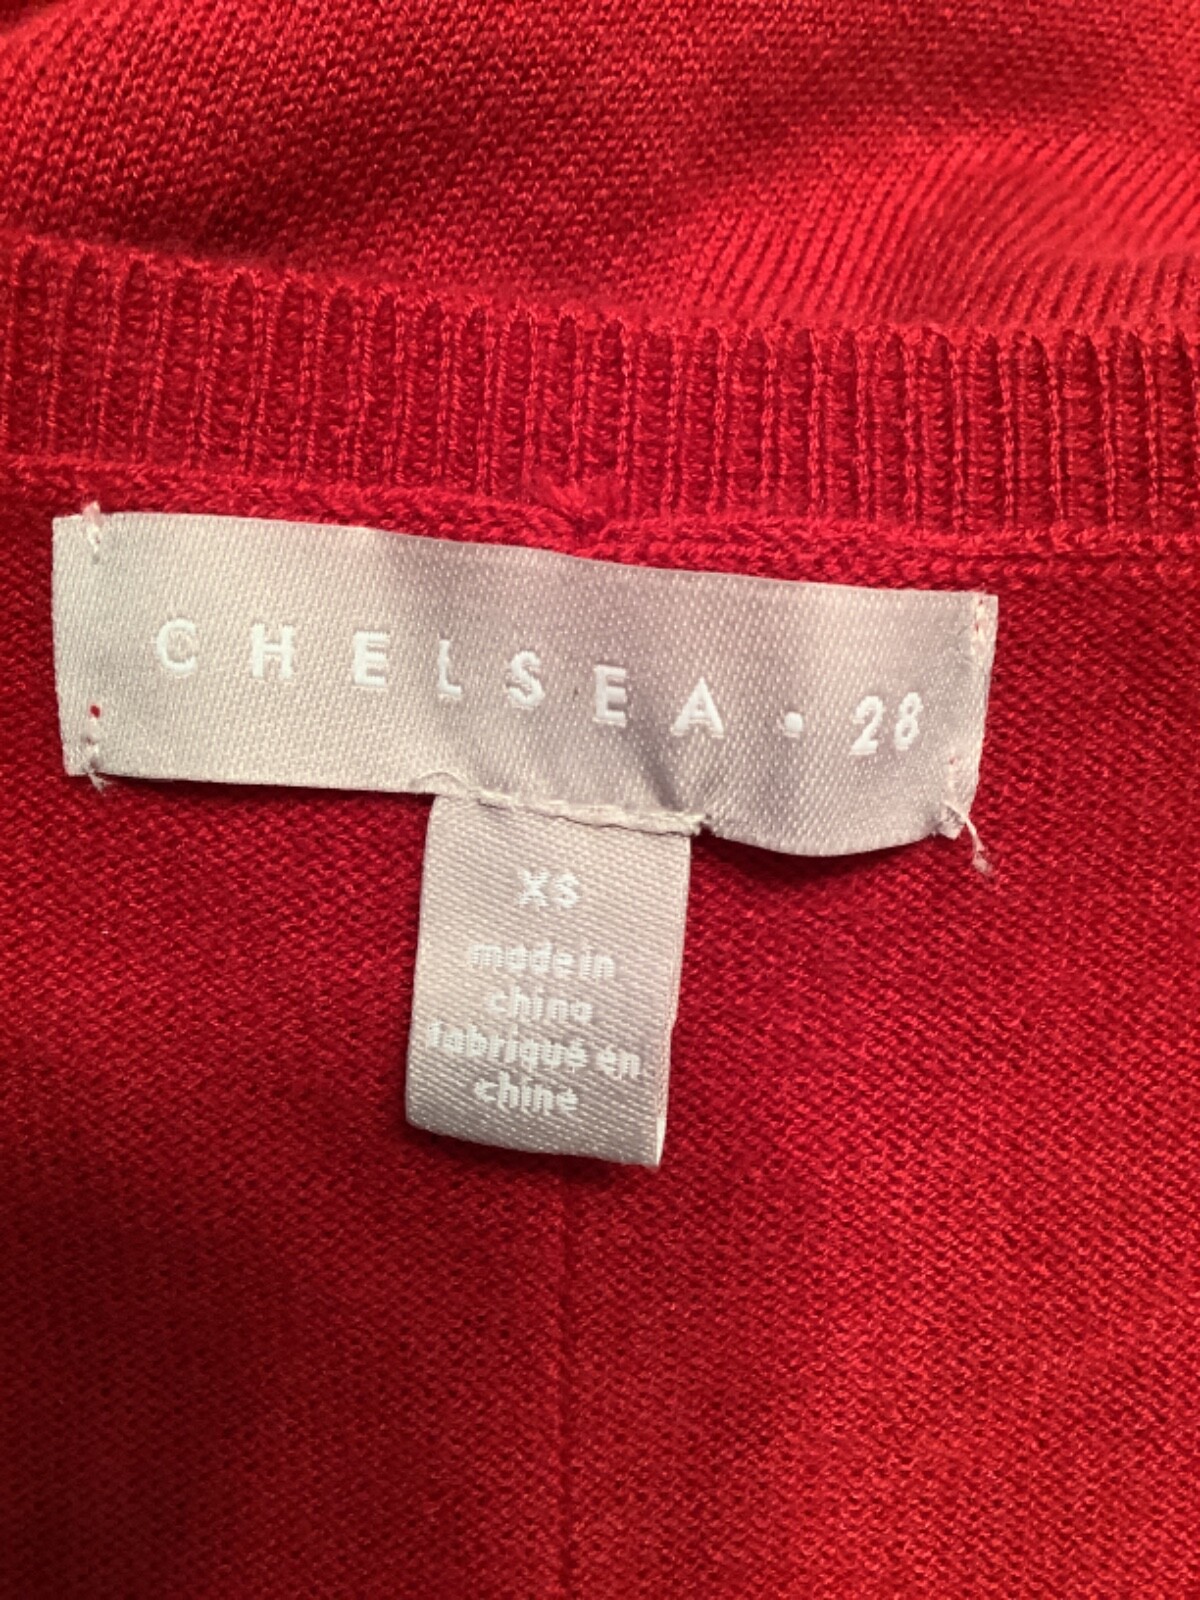 CHELSEA • 28
XS
made in
china
fabriqué en
chine